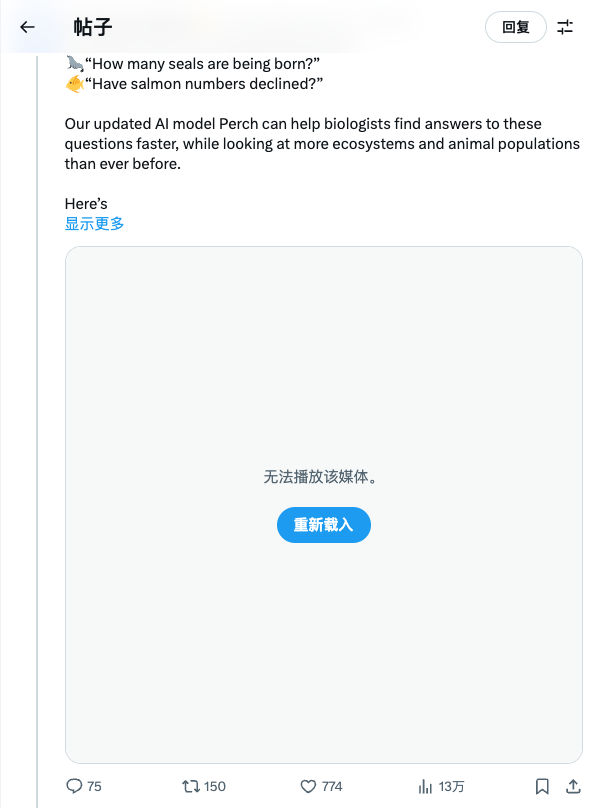 帖子
回复
🦭“How many seals are being born?”
🐠“Have salmon numbers declined?”
Our updated AI model Perch can help biologists find answers to these
questions faster, while looking at more ecosystems and animal populations
than ever before.
Here’s
显示更多
无法播放该媒体。
重新载入
75
150
774
13万